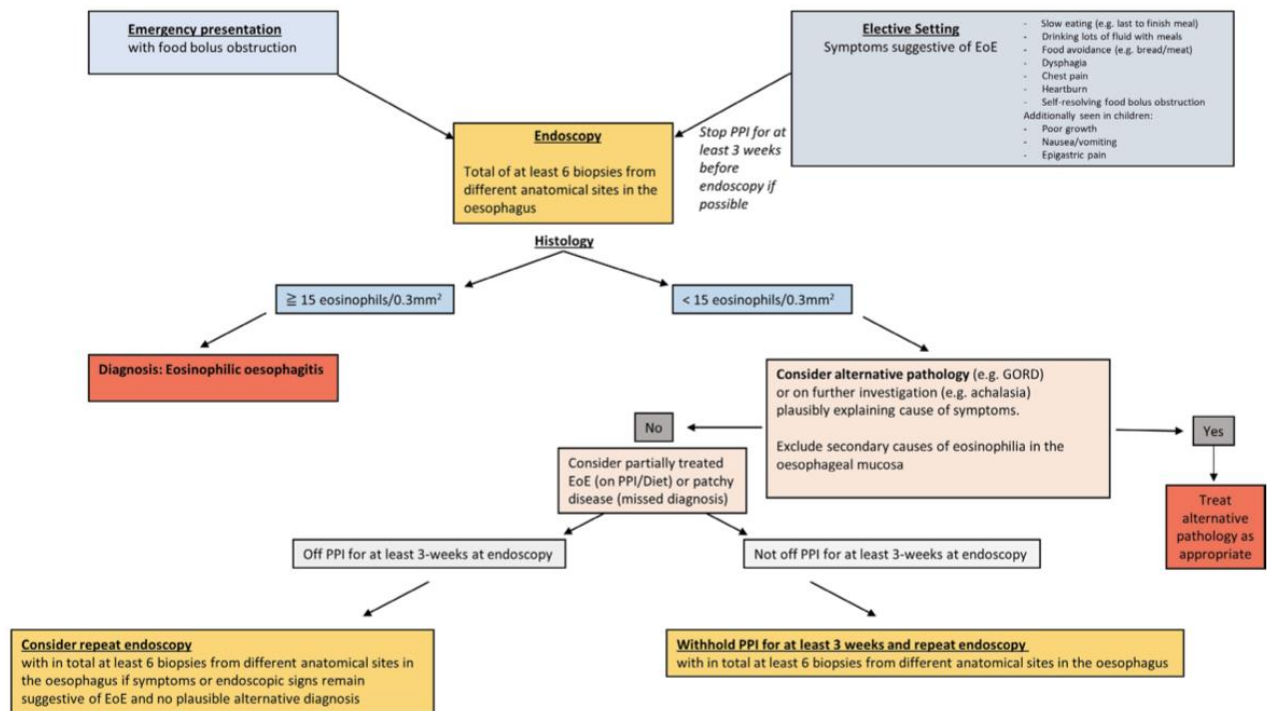 Emergency presentation
with food bolus obstruction
Elective Setting
Symptoms suggestive of EoE
- Slow eating (e.g. last to finish meal)
- Drinking lots of fluid with meals
- Food avoidance (e.g. bread/meat)
- Dysphagia
- Chest pain
- Heartburn
- Self-resolving food bolus obstruction
Additionally seen in children:
- Poor growth
- Nausea/vomiting
- Epigastric pain
Endoscopy
Total of at least 6 biopsies from
different anatomical sites in the
oesophagus
Stop PPI for at
least 3 weeks
before
endoscopy if
possible
Histology
≧ 15 eosinophils/0.3mm²
< 15 eosinophils/0.3mm²
Diagnosis: Eosinophilic oesophagitis
Consider alternative pathology (e.g. GORD)
or on further investigation (e.g. achalasia)
plausibly explaining cause of symptoms.
Exclude secondary causes of eosinophilia in the
oesophageal mucosa
No
Yes
Consider partially treated
EoE (on PPI/Diet) or patchy
disease (missed diagnosis)
Treat
alternative
pathology as
appropriate
Off PPI for at least 3-weeks at endoscopy
Not off PPI for at least 3-weeks at endoscopy
Consider repeat endoscopy
with in total at least 6 biopsies from different anatomical sites in
the oesophagus if symptoms or endoscopic signs remain
suggestive of EoE and no plausible alternative diagnosis
Withhold PPI for at least 3 weeks and repeat endoscopy
with in total at least 6 biopsies from different anatomical sites in the oesophagus